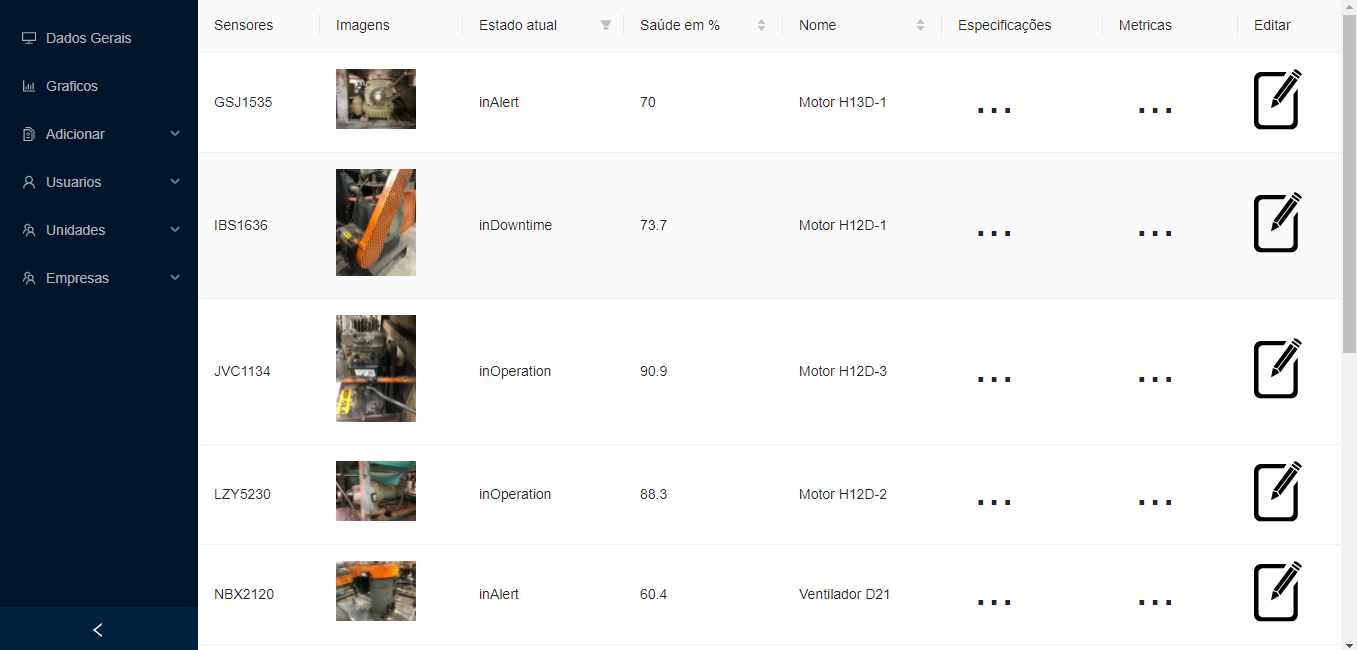 Dados Gerais
Graficos
Adicionar
Usuarios
Unidades
Empresas
Sensores Imagens Estado atual Saúde em % Nome Especificações Metricas Editar
GSJ1535 inAlert 70 Motor H13D-1 ... ...
IBS1636 inDowntime 73.7 Motor H12D-1 ... ...
JVC1134 inOperation 90.9 Motor H12D-3 ... ...
LZY5230 inOperation 88.3 Motor H12D-2 ... ...
NBX2120 inAlert 60.4 Ventilador D21 ... ...